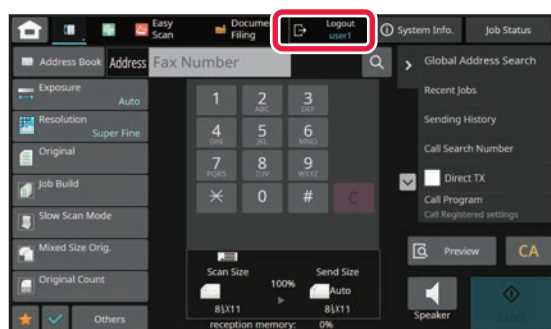 Easy Scan
Document Filing
Logout
user1
System Info.
Job Status
Address Book
Address
Fax Number
Global Address Search
Exposure
Auto
Recent Jobs
Resolution
Super Fine
Sending History
Original
Call Search Number
Job Build
Direct TX
Slow Scan Mode
Call Program
Call Registered settings
Mixed Size Orig.
Preview
CA
Original Count
Others
1
2
ABC
3
DEF
4
GHI
5
JKL
6
MNO
7
PQRS
8
TUV
9
WXYZ
0
#
C
Scan Size
100%
Send Size
Auto
8½X11
8½X11
reception memory: 0%
Speaker
Start